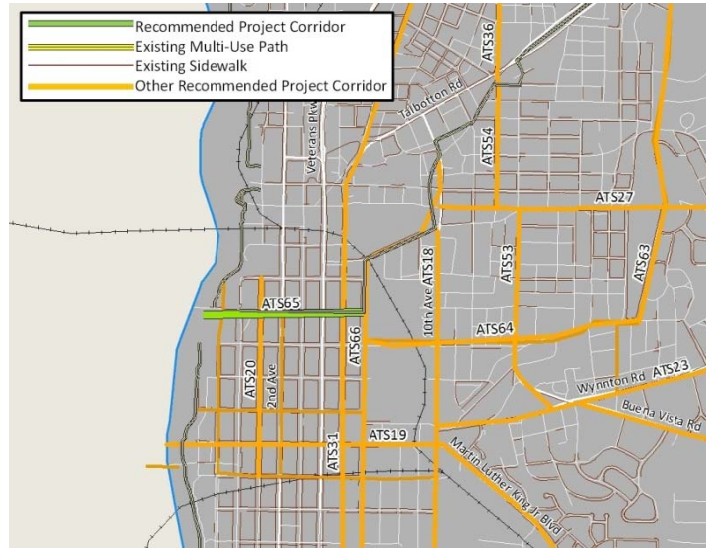 Recommended Project Corridor
Existing Multi-Use Path
Existing Sidewalk
Other Recommended Project Corridor
ATS36
Talbotton Rd
Veterans Pkwy
ATS54
ATS27
ATS18
10th Ave
ATS53
ATS63
ATS65
ATS66
ATS64
ATS20
2nd Ave
Wynnton Rd
ATS23
Buena Vista Rd
ATS31
ATS19
Martin Luther King Jr Blvd